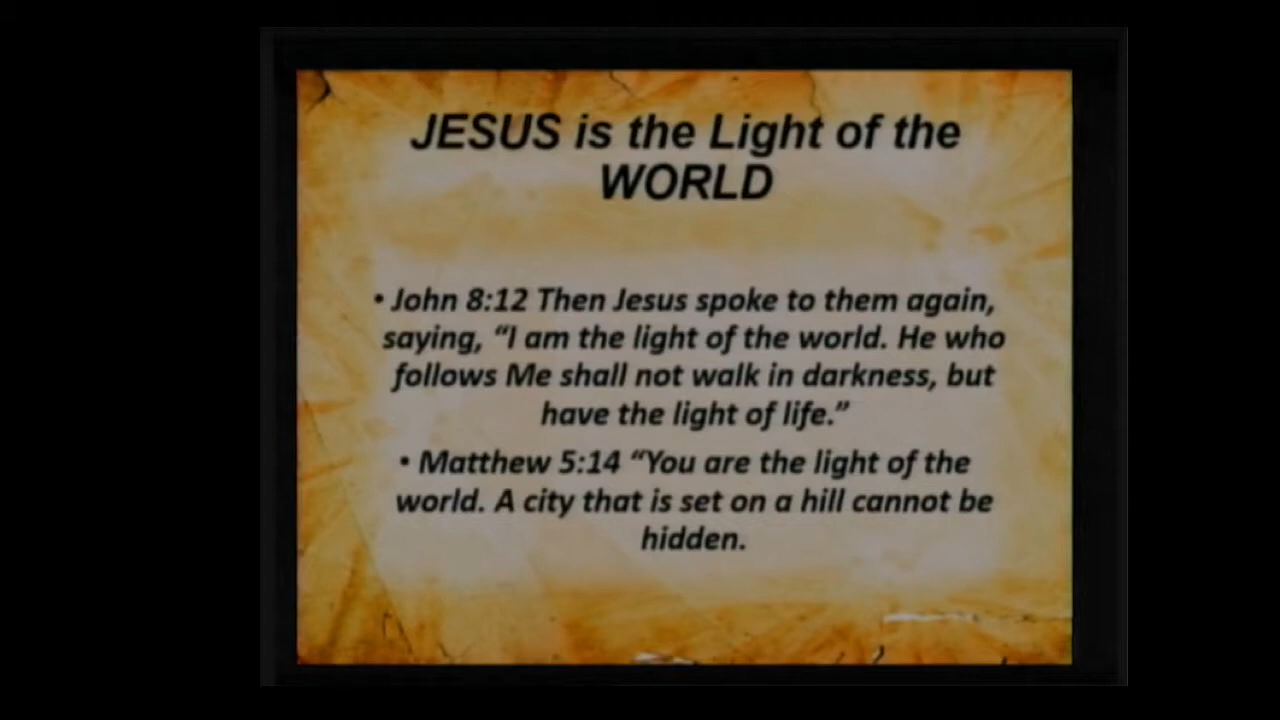 JESUS is the Light of the
WORLD
• John 8:12 Then Jesus spoke to them again,
saying, “I am the light of the world. He who
follows Me shall not walk in darkness, but
have the light of life.”
• Matthew 5:14 “You are the light of the
world. A city that is set on a hill cannot be
hidden.